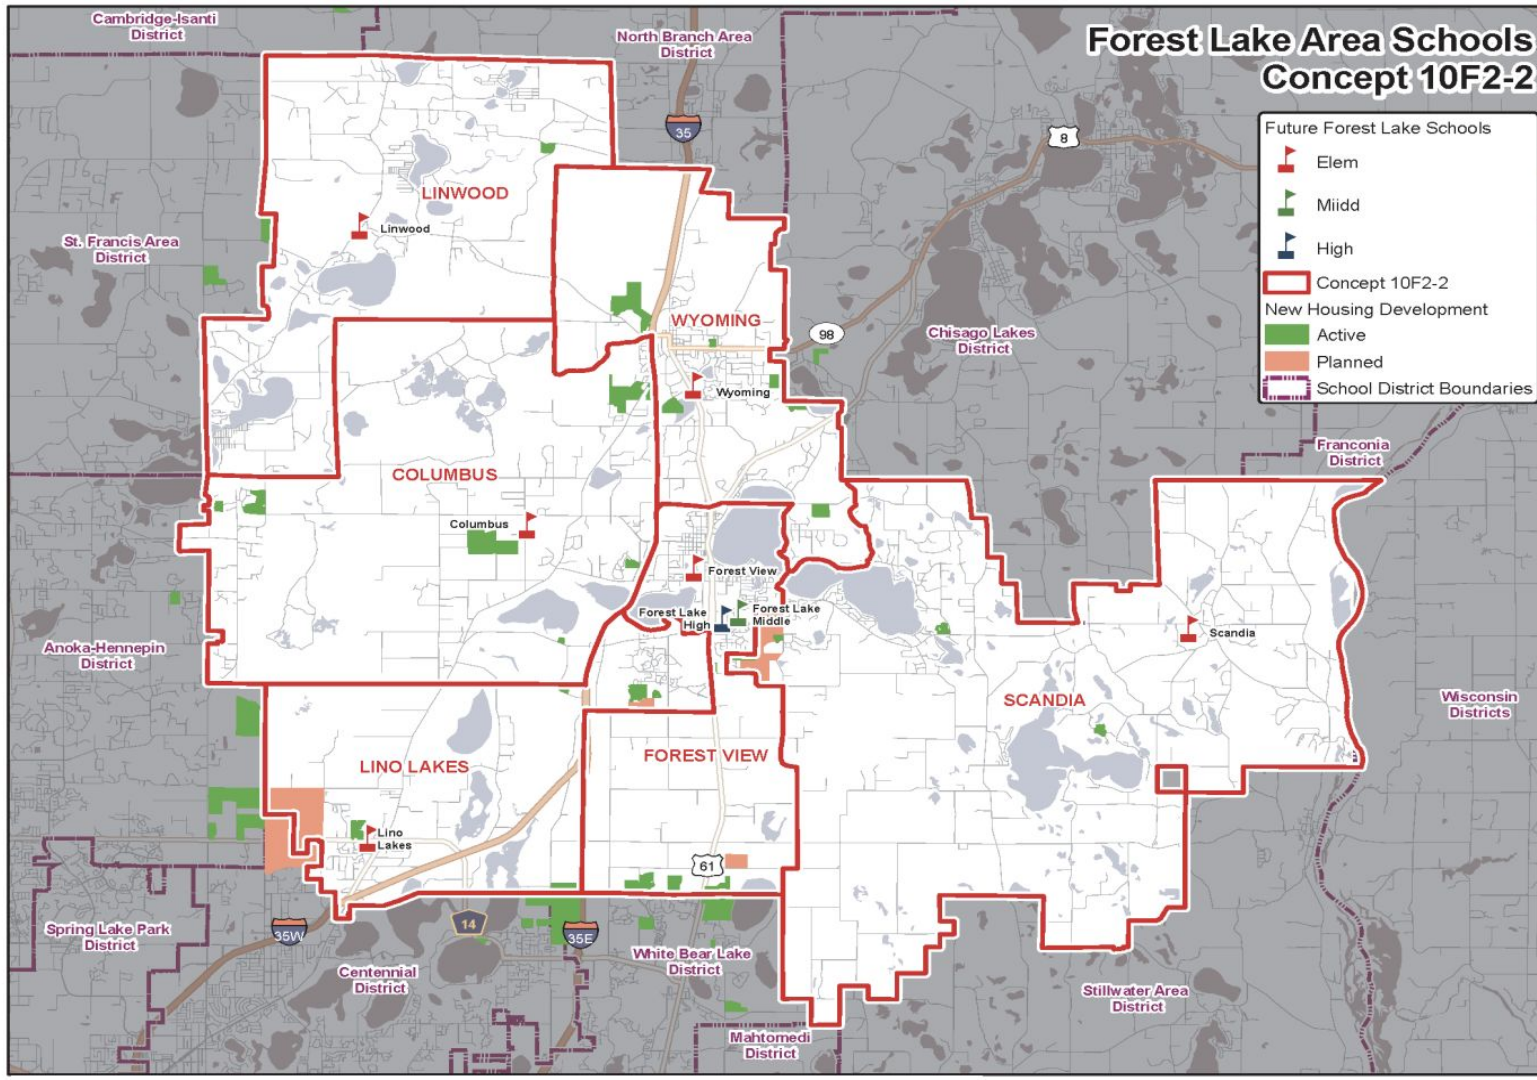 Forest Lake Area Schools
Concept 10F2-2
Future Forest Lake Schools
Elem
Miidd
High
Concept 10F2-2
New Housing Development
Active
Planned
School District Boundaries
Cambridge-Isanti
District
North Branch Area
District
35
8
LINWOOD
Linwood
St. Francis Area
District
WYOMING
98
Chisago Lakes
District
Wyoming
Franconia
District
COLUMBUS
Columbus
Forest View
Forest Lake
High
Forest Lake
Middle
Scandia
Anoka-Hennepin
District
SCANDIA
Wisconsin
Districts
LINO LAKES
FOREST VIEW
Lino
Lakes
61
Spring Lake Park
District
35W
14
35E
Centennial
District
White Bear Lake
District
Stillwater Area
District
Mahtomedi
District